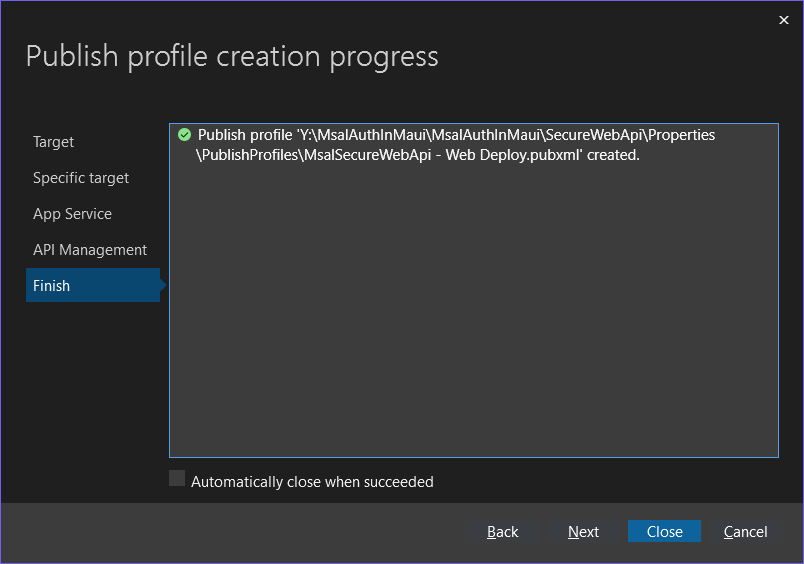 Publish profile creation progress
Target
Specific target
App Service
API Management
Finish
Publish profile 'Y:\MsalAuthInMaui\MsalAuthInMaui\SecureWebApi\Properties
\PublishProfiles\MsalSecureWebApi - Web Deploy.pubxml' created.
Automatically close when succeeded
Back
Next
Close
Cancel